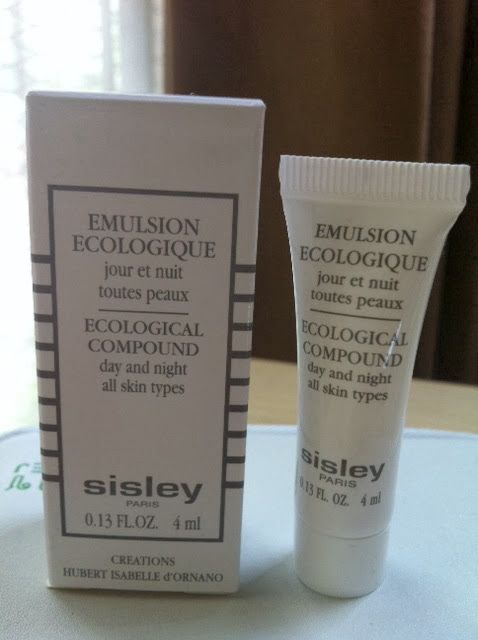 EMULSION
ECOLOGIQUE
jour et nuit
toutes peaux
ECOLOGICAL
COMPOUND
day and night
all skin types
sisley
PARIS
0.13 FL.OZ. 4 ml
CREATIONS
HUBERT ISABELLE d'ORNANO
EMULSION
ECOLOGIQUE
jour et nuit
toutes peaux
ECOLOGICAL
COMPOUND
day and night
all skin types
sisley
PARIS
0.13 FL. OZ. 4 ml